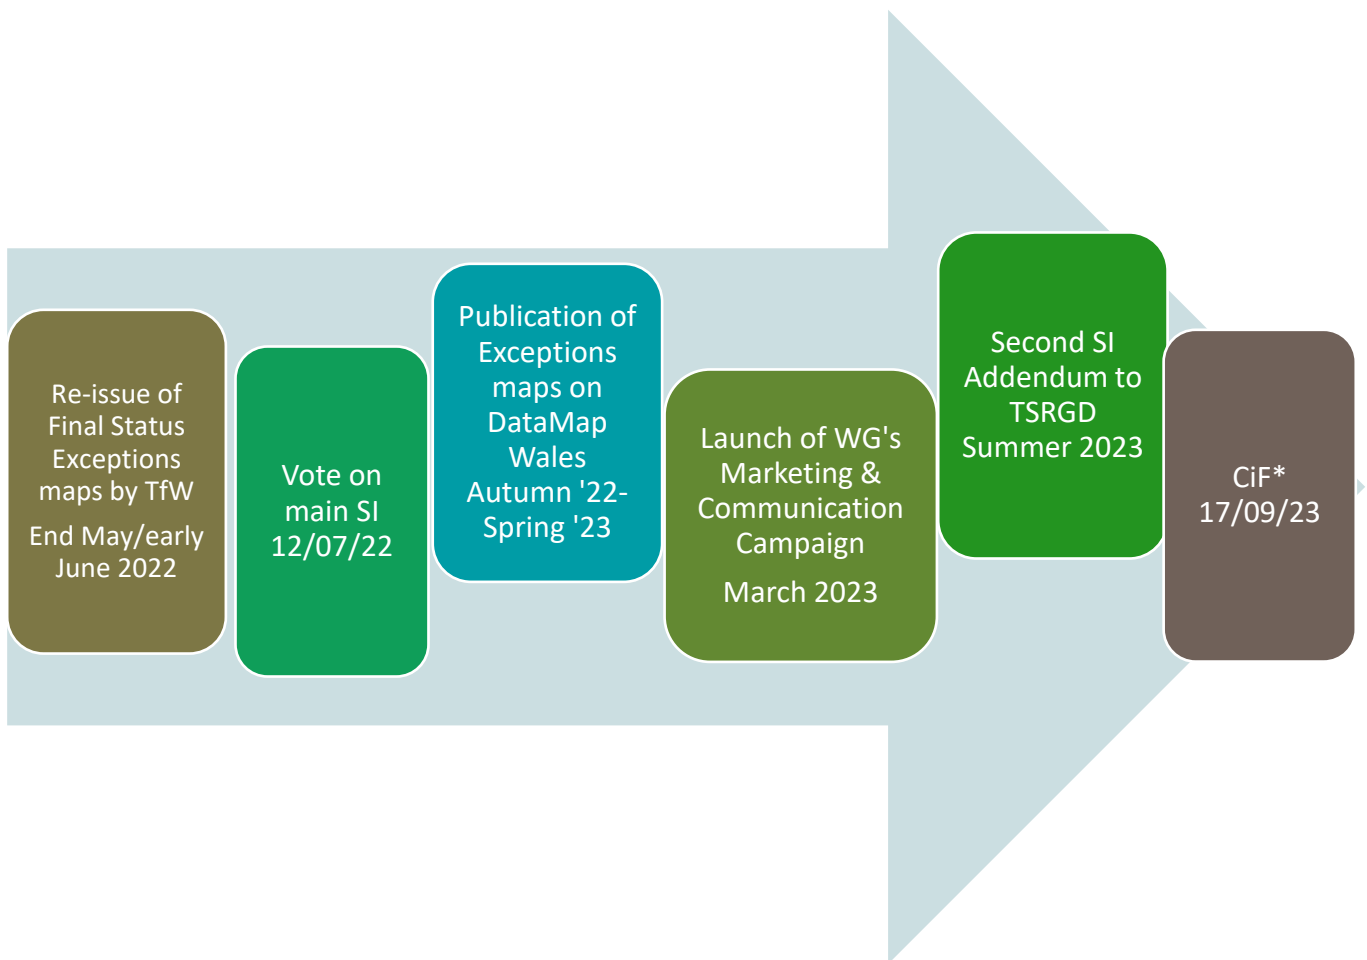 Re-issue of
Final Status
Exceptions
maps by TfW
End May/early
June 2022
Vote on
main SI
12/07/22
Publication of
Exceptions
maps on
DataMap
Wales
Autumn '22-
Spring '23
Launch of WG's
Marketing &
Communication
Campaign
March 2023
Second SI
Addendum to
TSRGD
Summer 2023
CiF*
17/09/23